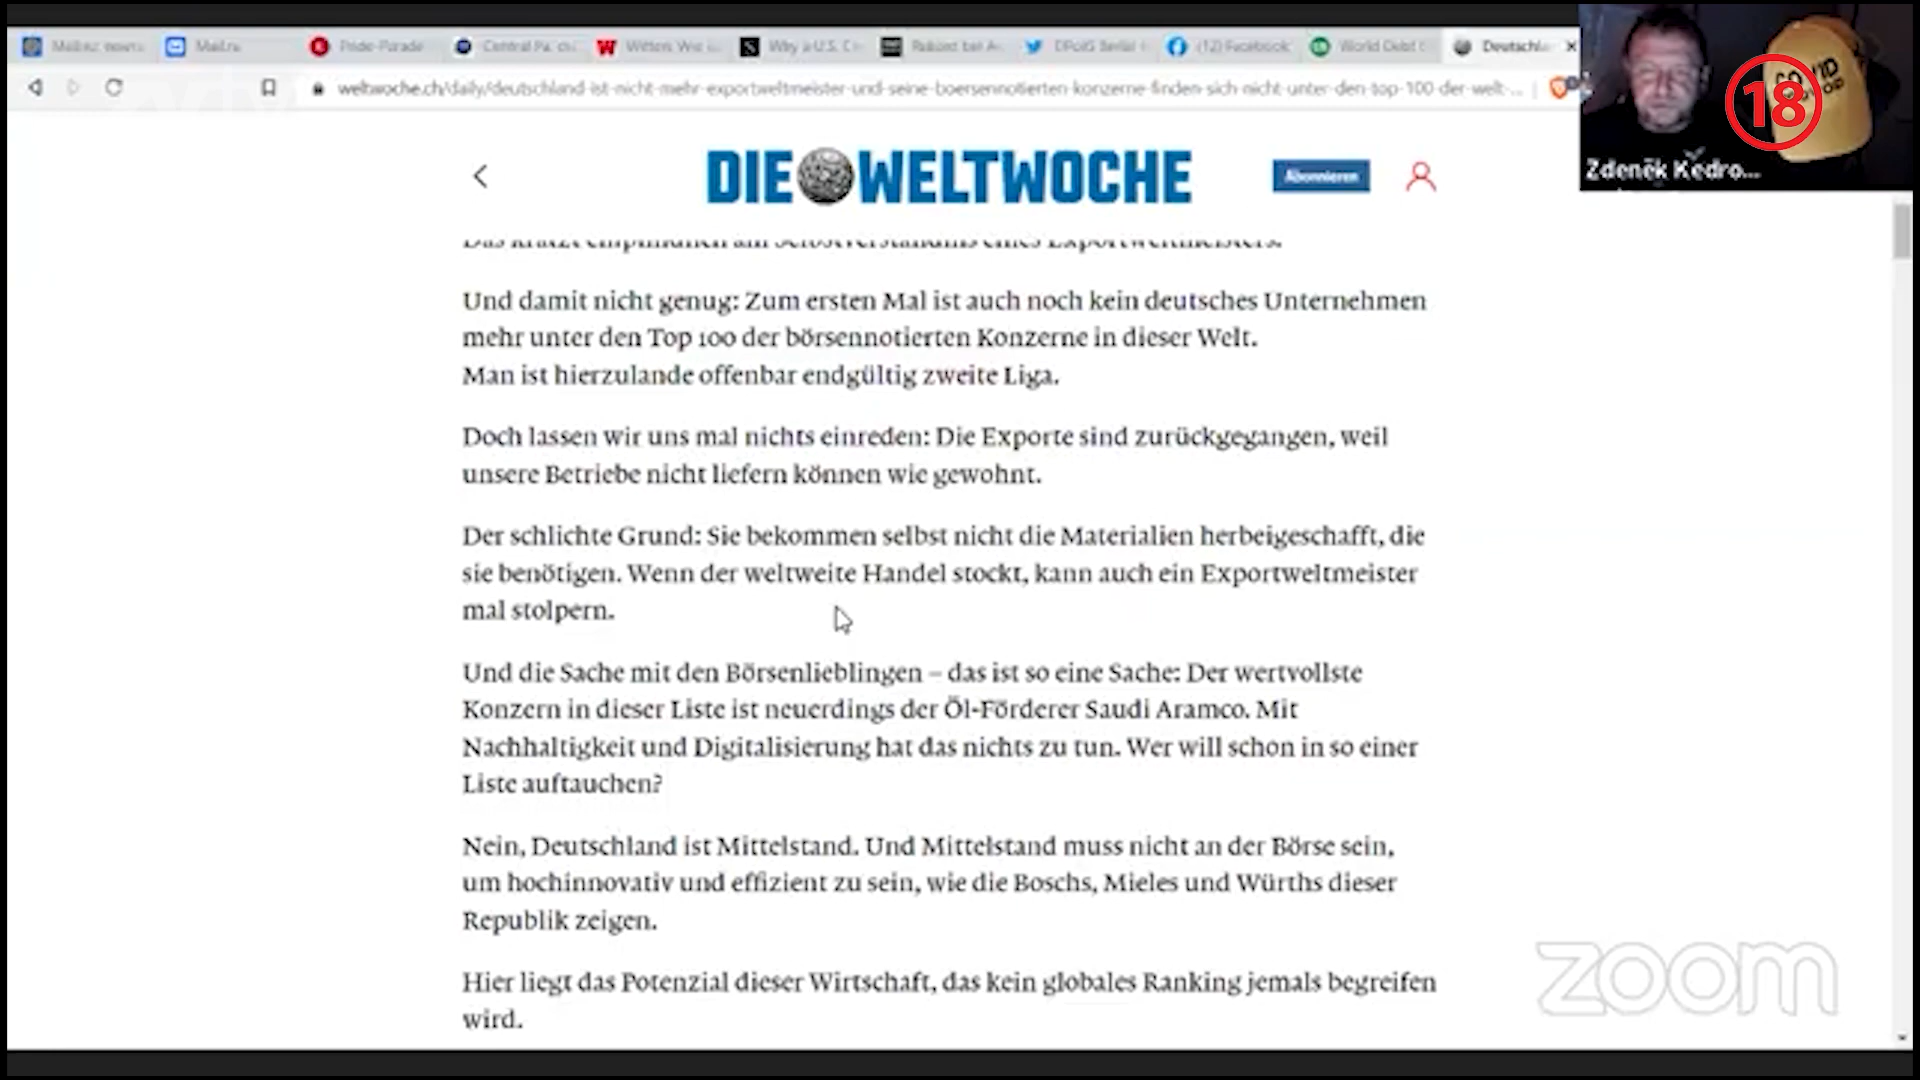 Pride-Parade
(12) Facebook
World Debt
weltwoche.ch/daily/deutschland-ist-nicht-mehr-exportweltmeister-und-seine-boersennotierten-konzerne-finden-sich-nicht-unter-den-top-100-der-welt-...
18
Zdeněk Kedro...
DIE WELTWOCHE
Abonnieren
Das kratzt empfindlich am Selbstverständnis eines Exportweltmeisters.
Und damit nicht genug: Zum ersten Mal ist auch noch kein deutsches Unternehmen
mehr unter den Top 100 der börsennotierten Konzerne in dieser Welt.
Man ist hierzulande offenbar endgültig zweite Liga.
Doch lassen wir uns mal nichts einreden: Die Exporte sind zurückgegangen, weil
unsere Betriebe nicht liefern können wie gewohnt.
Der schlichte Grund: Sie bekommen selbst nicht die Materialien herbeigeschafft, die
sie benötigen. Wenn der weltweite Handel stockt, kann auch ein Exportweltmeister
mal stolpern.
Und die Sache mit den Börsenlieblingen – das ist so eine Sache: Der wertvollste
Konzern in dieser Liste ist neuerdings der Öl-Förderer Saudi Aramco. Mit
Nachhaltigkeit und Digitalisierung hat das nichts zu tun. Wer will schon in so einer
Liste auftauchen?
Nein, Deutschland ist Mittelstand. Und Mittelstand muss nicht an der Börse sein,
um hochinnovativ und effizient zu sein, wie die Boschs, Mieles und Würths dieser
Republik zeigen.
Hier liegt das Potenzial dieser Wirtschaft, das kein globales Ranking jemals begreifen
wird.
zoom